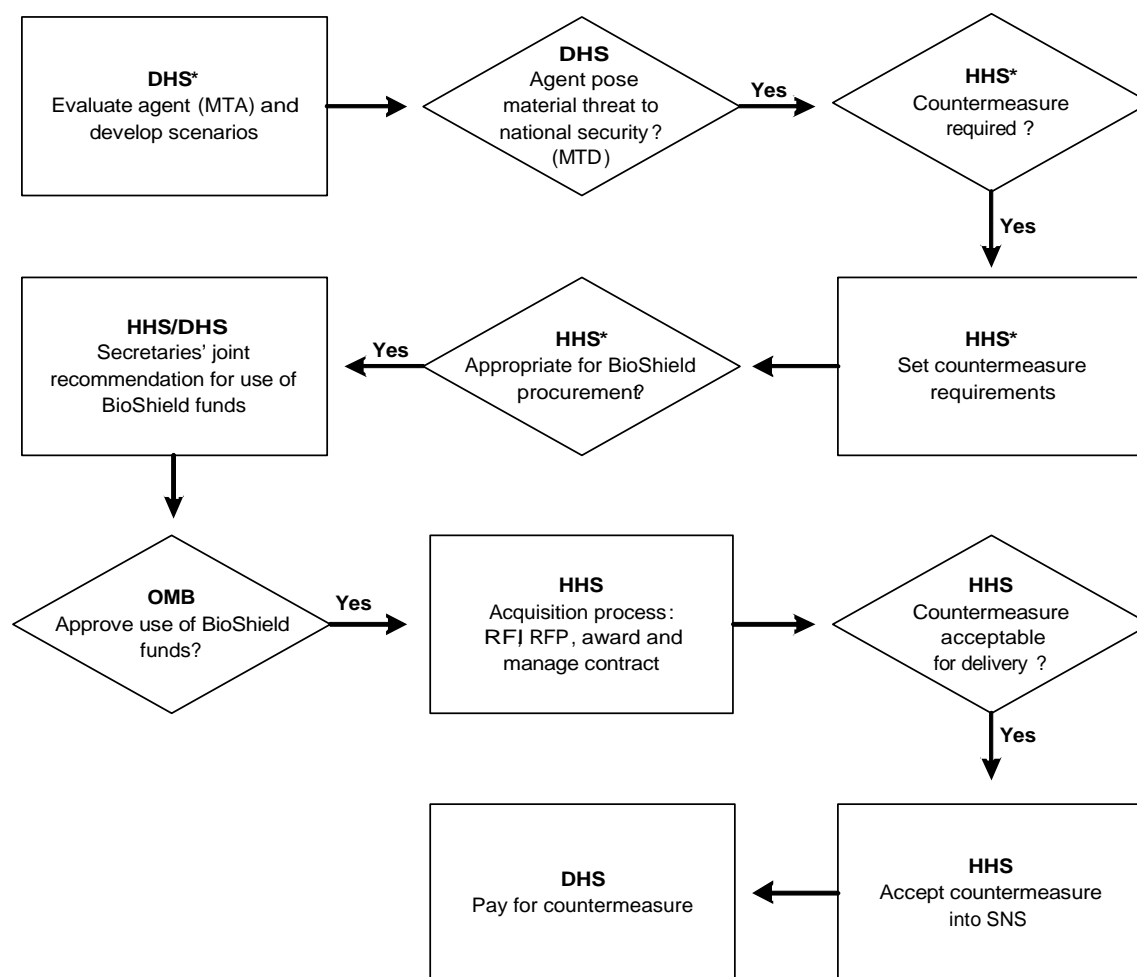 DHS*
Evaluate agent (MTA) and
develop scenarios
DHS
Agent pose
material threat to
national security?
(MTD)
Yes
HHS*
Countermeasure
required ?
Yes
HHS/DHS
Secretaries' joint
recommendation for use of
BioShield funds
Yes
HHS*
Appropriate for BioShield
procurement?
HHS*
Set countermeasure
requirements
OMB
Approve use of BioShield
funds?
Yes
HHS
Acquisition process:
RFI, RFP, award and
manage contract
HHS
Countermeasure
acceptable
for delivery ?
Yes
DHS
Pay for countermeasure
HHS
Accept countermeasure
into SNS